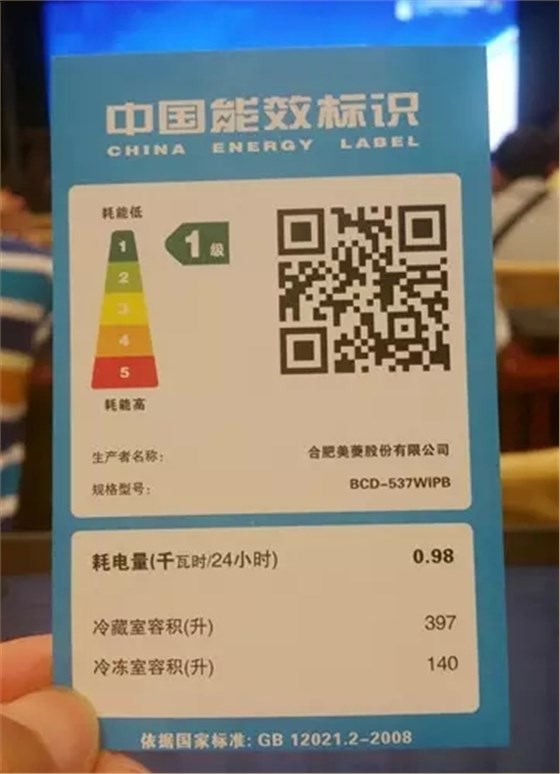 中国能效标识
CHINA ENERGY LABEL
耗能低
1
1级
2
3
4
5
耗能高
生产者名称: 合肥美菱股份有限公司
规格型号: BCD-537WIPB
耗电量(千瓦时/24小时) 0.98
冷藏室容积(升) 397
冷冻室容积(升) 140
依据国家标准: GB 12021.2-2008